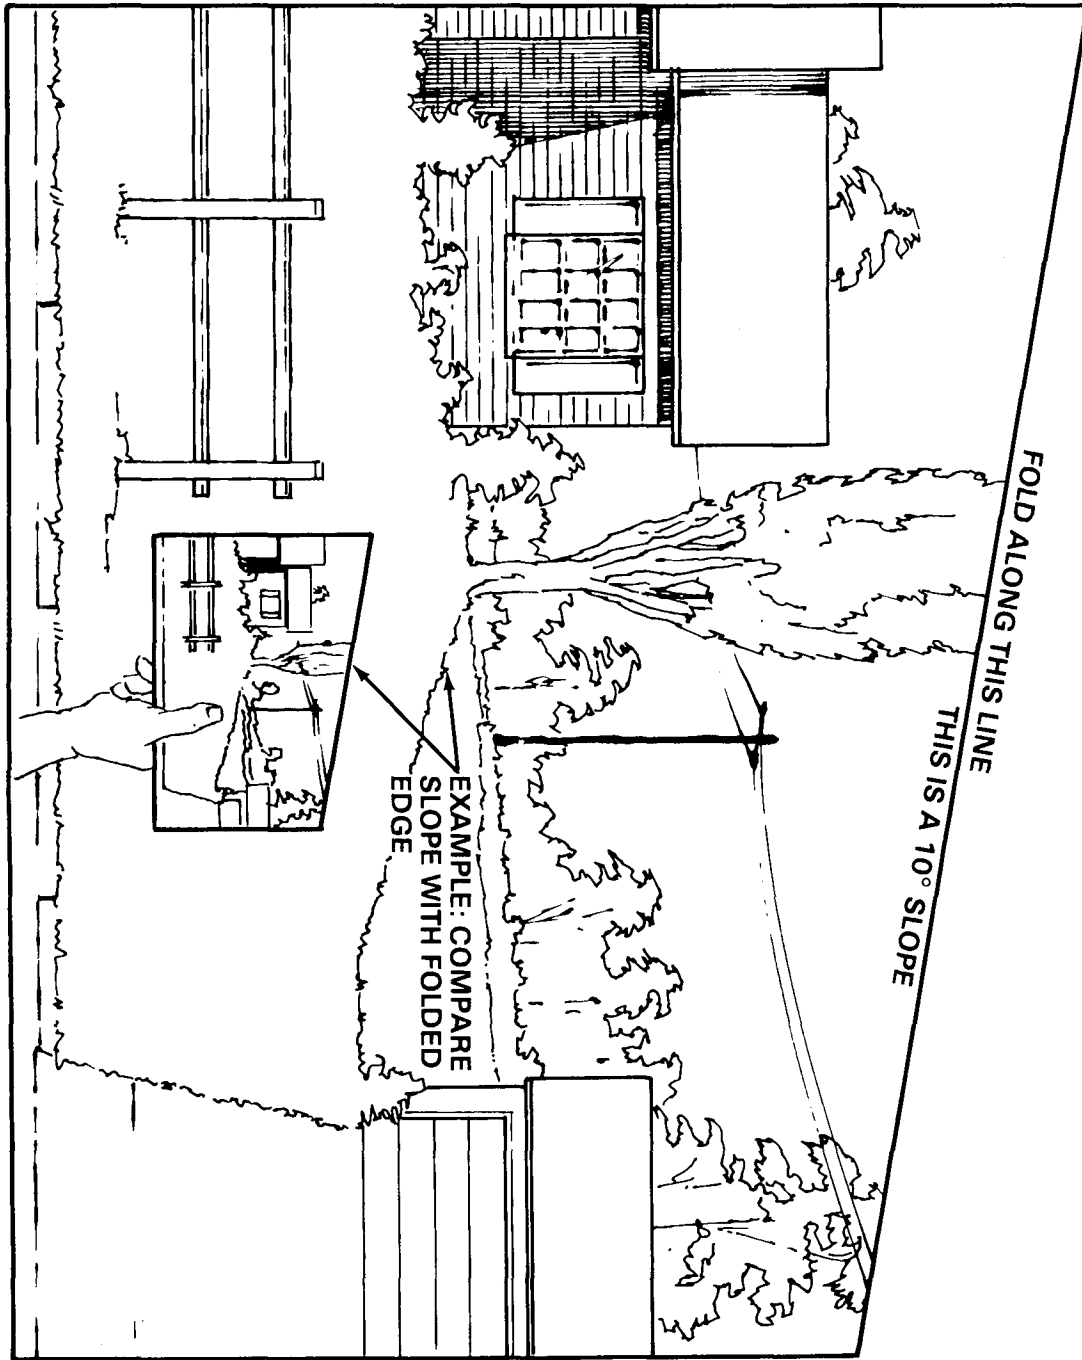 FOLD ALONG THIS LINE
THIS IS A 10° SLOPE
EXAMPLE: COMPARE
SLOPE WITH FOLDED
EDGE